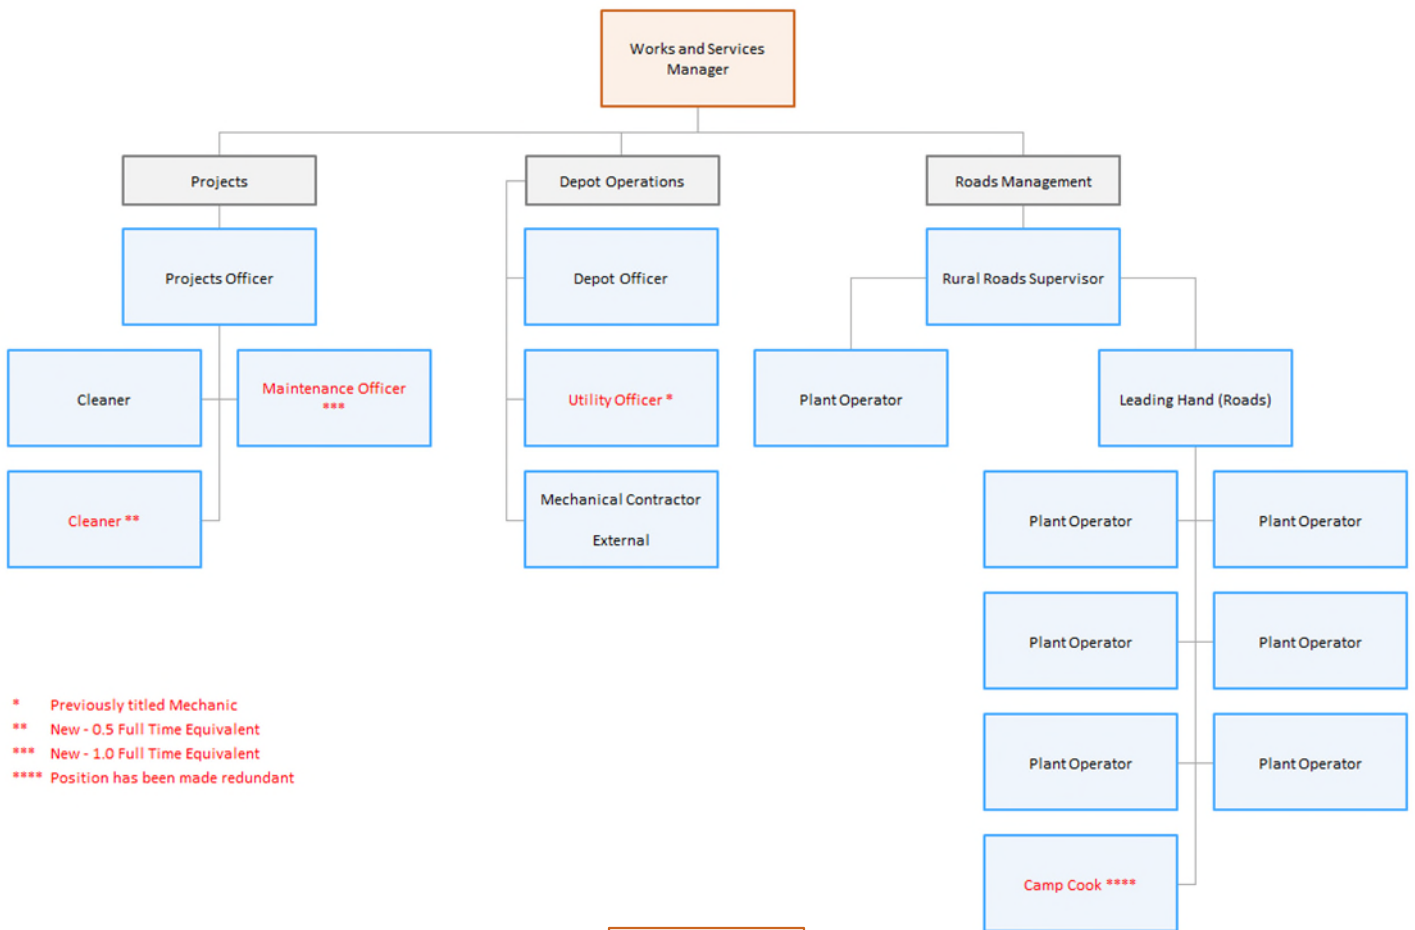 Works and Services
Manager
Projects
Depot Operations
Roads Management
Projects Officer
Depot Officer
Rural Roads Supervisor
Cleaner
Maintenance Officer
***
Utility Officer *
Plant Operator
Leading Hand (Roads)
Cleaner **
Mechanical Contractor
External
Plant Operator
Plant Operator
Plant Operator
Plant Operator
Plant Operator
Plant Operator
Camp Cook ****
* Previously titled Mechanic
** New - 0.5 Full Time Equivalent
*** New - 1.0 Full Time Equivalent
**** Position has been made redundant